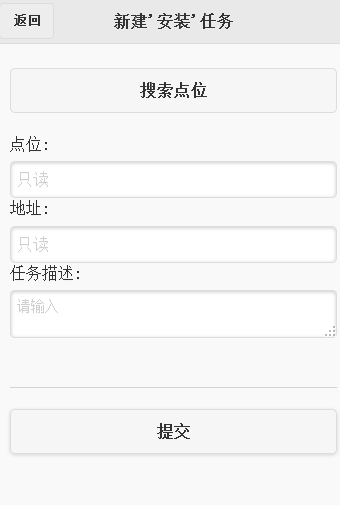 返回
新建'安装'任务
搜索点位
点位:
只读
地址:
只读
任务描述:
请输入
提交